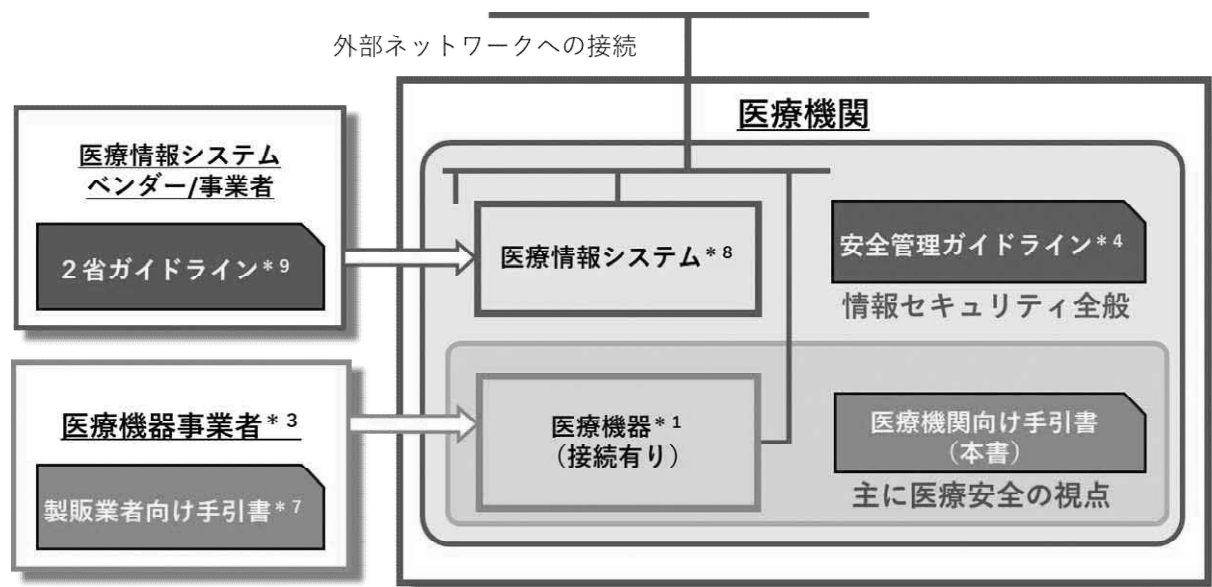 外部ネットワークへの接続
医療機関
医療情報システム
ベンダー/事業者
2省ガイドライン*9
医療情報システム*8
安全管理ガイドライン*4
情報セキュリティ全般
医療機器事業者*3
製販業者向け手引書*7
医療機器*1
(接続有り)
医療機関向け手引書
(本書)
主に医療安全の視点